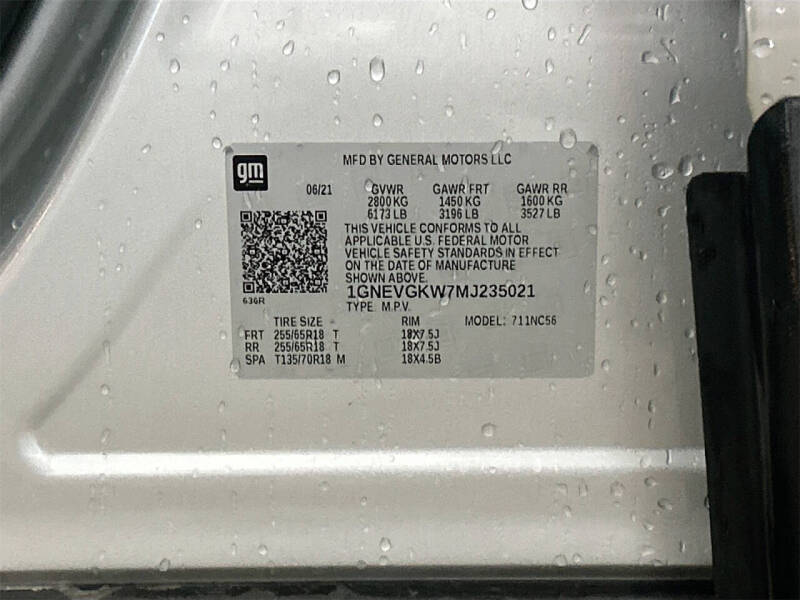 gm
MFD BY GENERAL MOTORS LLC
06/21 GVWR GAWR FRT GAWR RR
2800 KG 1450 KG 1600 KG
6173 LB 3196 LB 3527 LB
THIS VEHICLE CONFORMS TO ALL
APPLICABLE U.S. FEDERAL MOTOR
VEHICLE SAFETY STANDARDS IN EFFECT
ON THE DATE OF MANUFACTURE
SHOWN ABOVE.
636R
1GNEVGKW7MJ235021
TYPE: M.P.V.
TIRE SIZE RIM MODEL: 711NC56
FRT 255/65R18 T 18X7.5J
RR 255/65R18 T 18X7.5J
SPA T135/70R18 M 18X4.5B